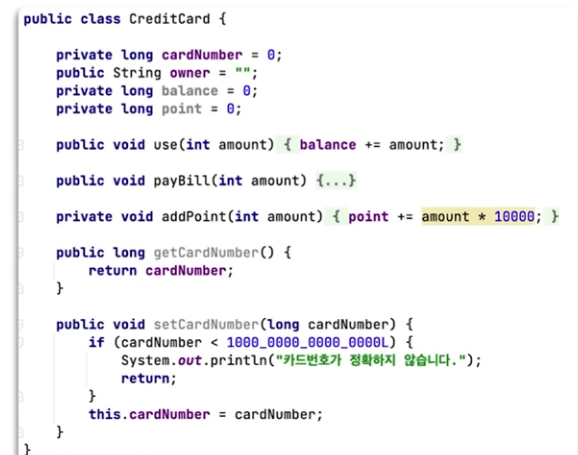 public class CreditCard {
private long cardNumber = 0;
public String owner = "";
private long balance = 0;
private long point = 0;
public void use(int amount) { balance += amount; }
public void payBill(int amount) {...}
private void addPoint(int amount) { point += amount * 10000; }
public long getCardNumber() {
return cardNumber;
}
public void setCardNumber(long cardNumber) {
if (cardNumber < 1000_0000_0000_0000L) {
System.out.println("카드번호가 정확하지 않습니다.");
return;
}
this.cardNumber = cardNumber;
}
}